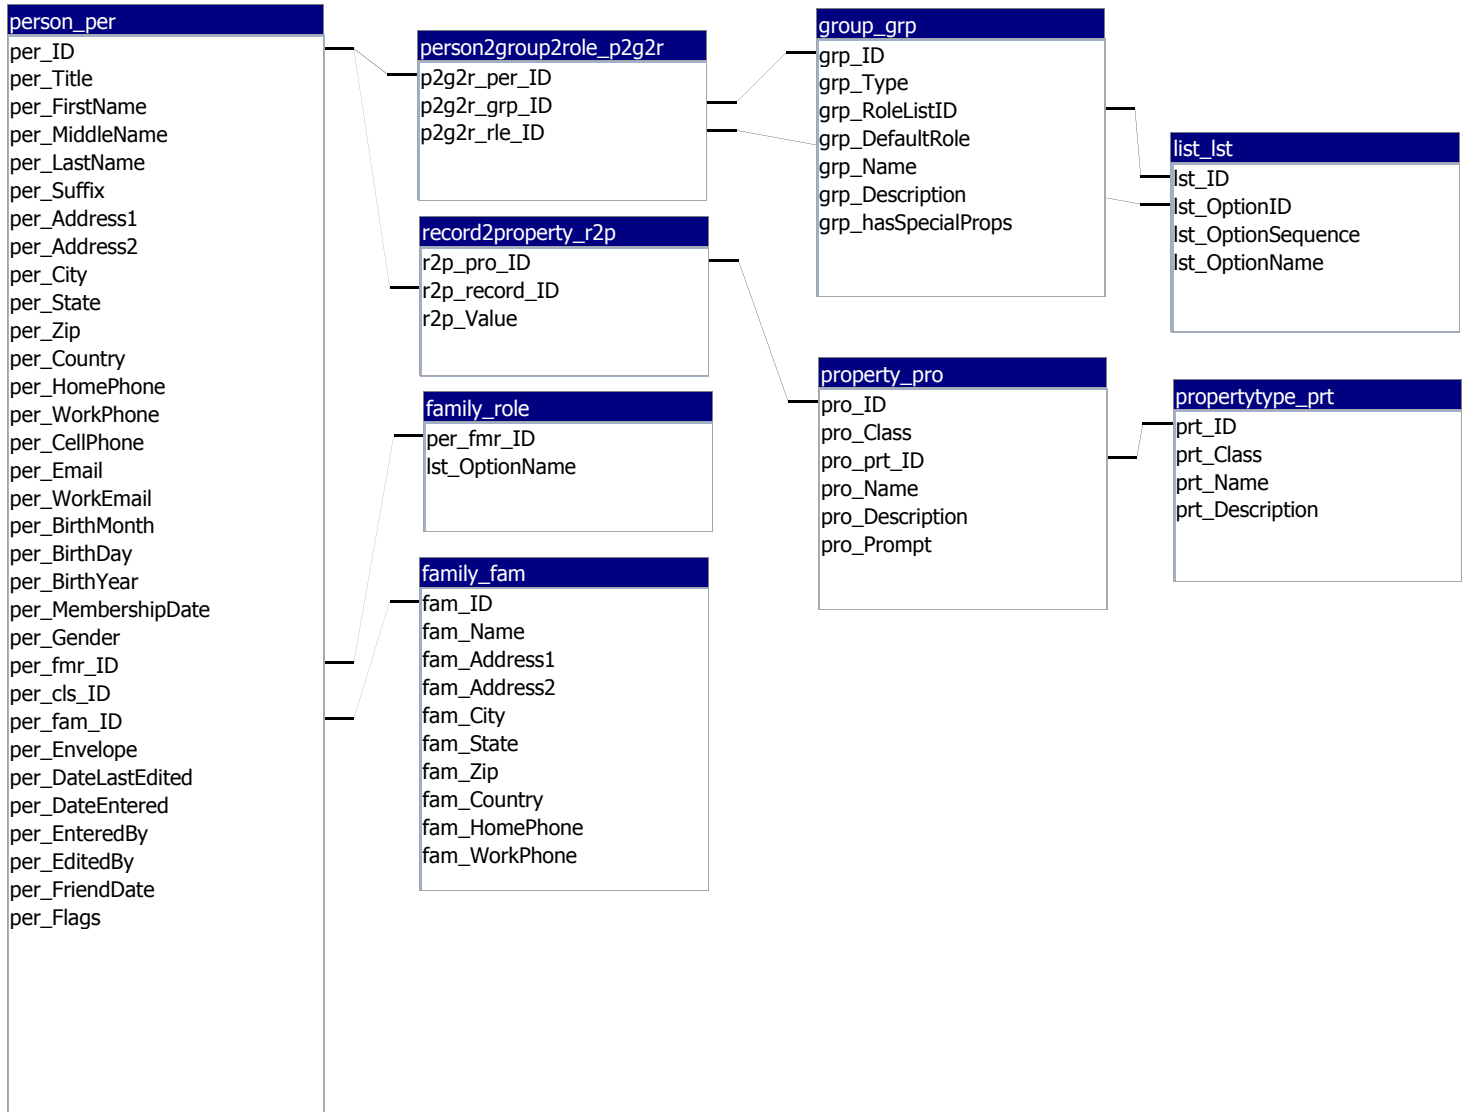 person_per
per_ID
per_Title
per_FirstName
per_MiddleName
per_LastName
per_Suffix
per_Address1
per_Address2
per_City
per_State
per_Zip
per_Country
per_HomePhone
per_WorkPhone
per_CellPhone
per_Email
per_WorkEmail
per_BirthMonth
per_BirthDay
per_BirthYear
per_MembershipDate
per_Gender
per_fmr_ID
per_cls_ID
per_fam_ID
per_Envelope
per_DateLastEdited
per_DateEntered
per_EnteredBy
per_EditedBy
per_FriendDate
per_Flags
person2group2role_p2g2r
p2g2r_per_ID
p2g2r_grp_ID
p2g2r_rle_ID
record2property_r2p
r2p_pro_ID
r2p_record_ID
r2p_Value
family_role
per_fmr_ID
lst_OptionName
family_fam
fam_ID
fam_Name
fam_Address1
fam_Address2
fam_City
fam_State
fam_Zip
fam_Country
fam_HomePhone
fam_WorkPhone
group_grp
grp_ID
grp_Type
grp_RoleListID
grp_DefaultRole
grp_Name
grp_Description
grp_hasSpecialProps
property_pro
pro_ID
pro_Class
pro_prt_ID
pro_Name
pro_Description
pro_Prompt
list_lst
lst_ID
lst_OptionID
lst_OptionSequence
lst_OptionName
propertytype_prt
prt_ID
prt_Class
prt_Name
prt_Description